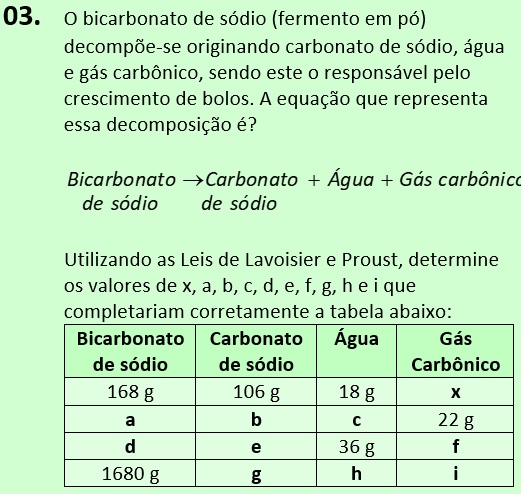 03. O bicarbonato de sódio (fermento em pó)
decompõe-se originando carbonato de sódio, água
e gás carbônico, sendo este o responsável pelo
crescimento de bolos. A equação que representa
essa decomposição é?
Bicarbonato →Carbonato + Água + Gás carbônico
de sódio de sódio
Utilizando as Leis de Lavoisier e Proust, determine
os valores de x, a, b, c, d, e, f, g, h e i que
completariam corretamente a tabela abaixo:
Bicarbonato Carbonato Água Gás
de sódio de sódio Carbônico
168 g 106 g 18 g x
a b c 22 g
d e 36 g f
1680 g g h i